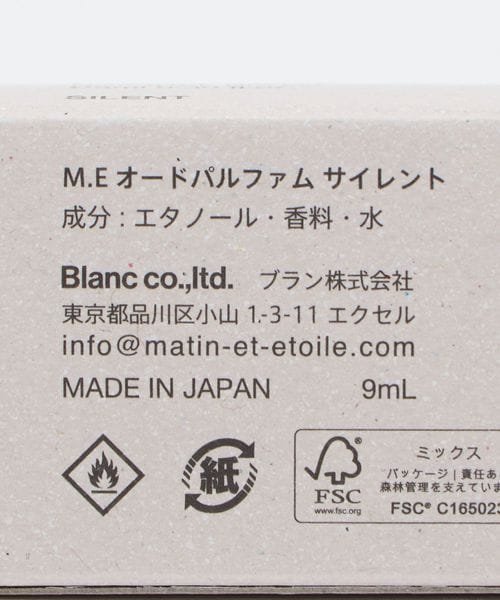 SILENT
M.E オードパルファム サイレント
成分 : エタノール・香料・水
Blanc co.,ltd. ブラン株式会社
東京都品川区小山 1.-3-11 エクセル
info@matin-et-etoile.com
MADE IN JAPAN 9mL
紙
FSC®
www.fsc.org
ミックス
パッケージ | 責任あ
森林管理を支えていま
FSC® C165023